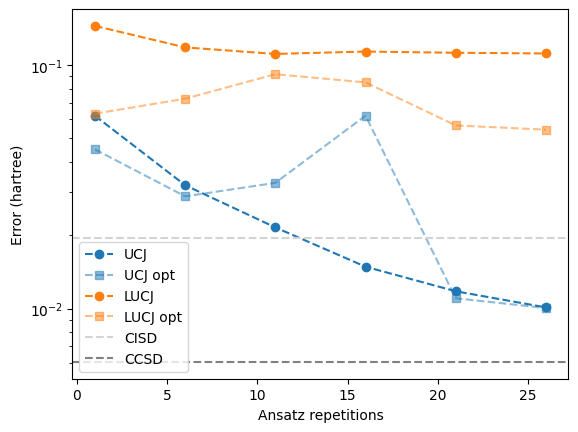 10⁻¹
10⁻²
Error (hartree)
UCJ
UCJ opt
LUCJ
LUCJ opt
CISD
CCSD
0 5 10 15 20 25
Ansatz repetitions